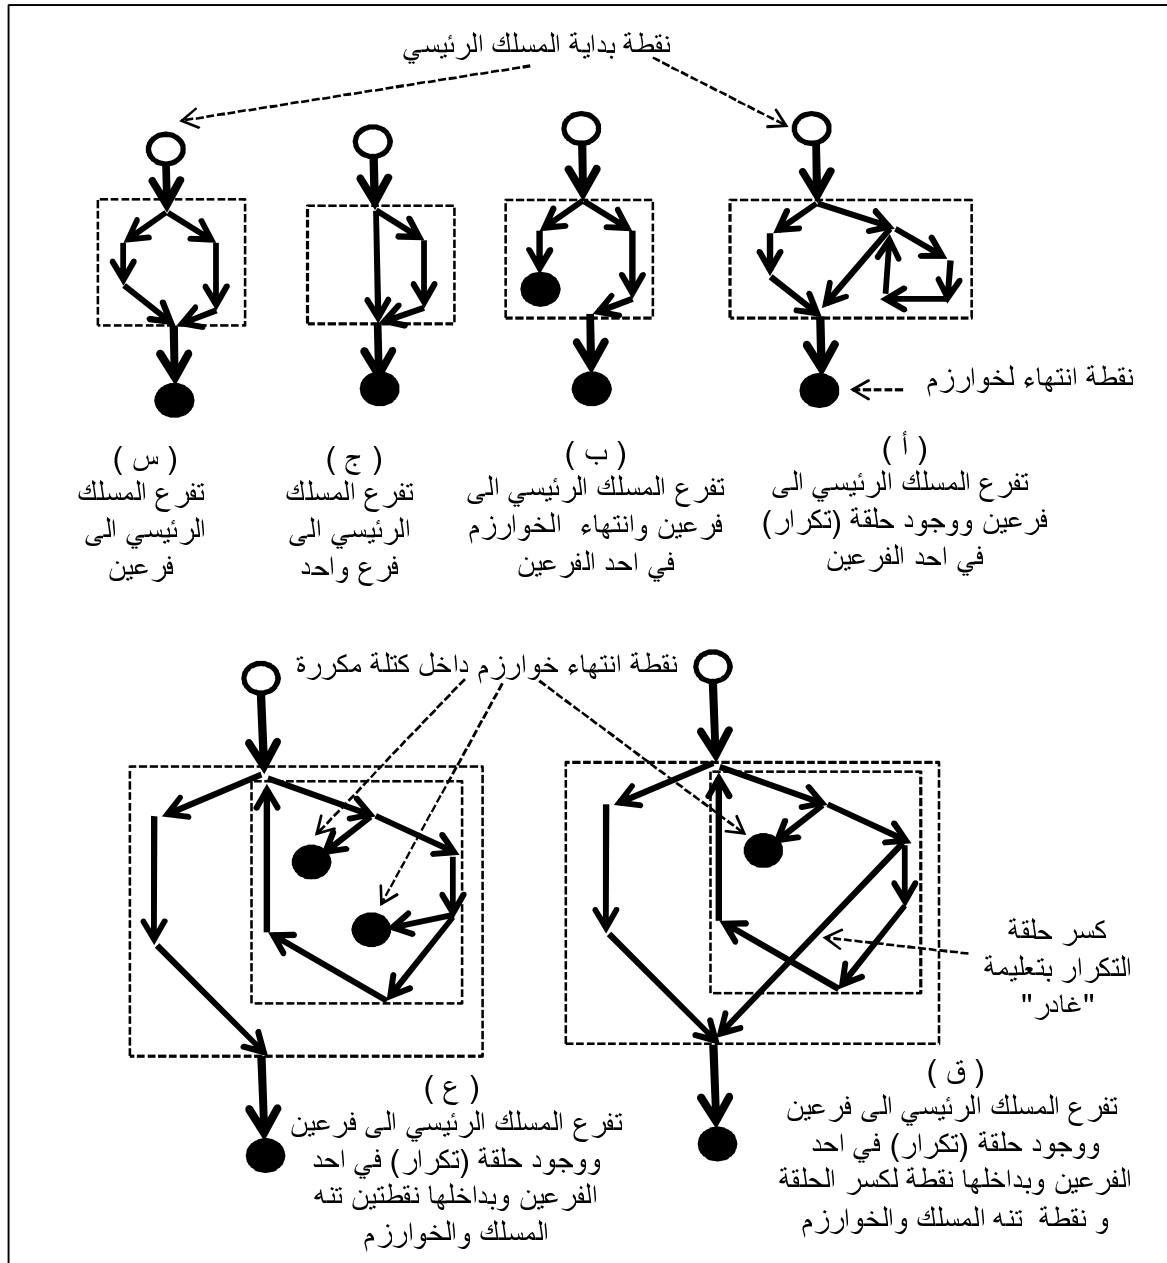 نقطة بداية المسلك الرئيسي
نقطة انتهاء لخوارزم
( أ )
تفرع المسلك الرئيسي الى
فرعين ووجود حلقة (تكرار)
في احد الفرعين
( ب )
تفرع المسلك الرئيسي الى
فرعين وانتهاء الخوارزم
في احد الفرعين
( ج )
تفرع المسلك
الرئيسي الى
فرع واحد
( س )
تفرع المسلك
الرئيسي الى
فرعين
نقطة انتهاء خوارزم داخل كتلة مكررة
كسر حلقة
التكرار بتعليمة
"غادر"
( ق )
تفرع المسلك الرئيسي الى فرعين
ووجود حلقة (تكرار) في احد
الفرعين وبداخلها نقطة لكسر الحلقة
و نقطة تنه المسلك والخوارزم
( ع )
تفرع المسلك الرئيسي الى فرعين
ووجود حلقة (تكرار) في احد
الفرعين وبداخلها نقطتين تنه
المسلك والخوارزم